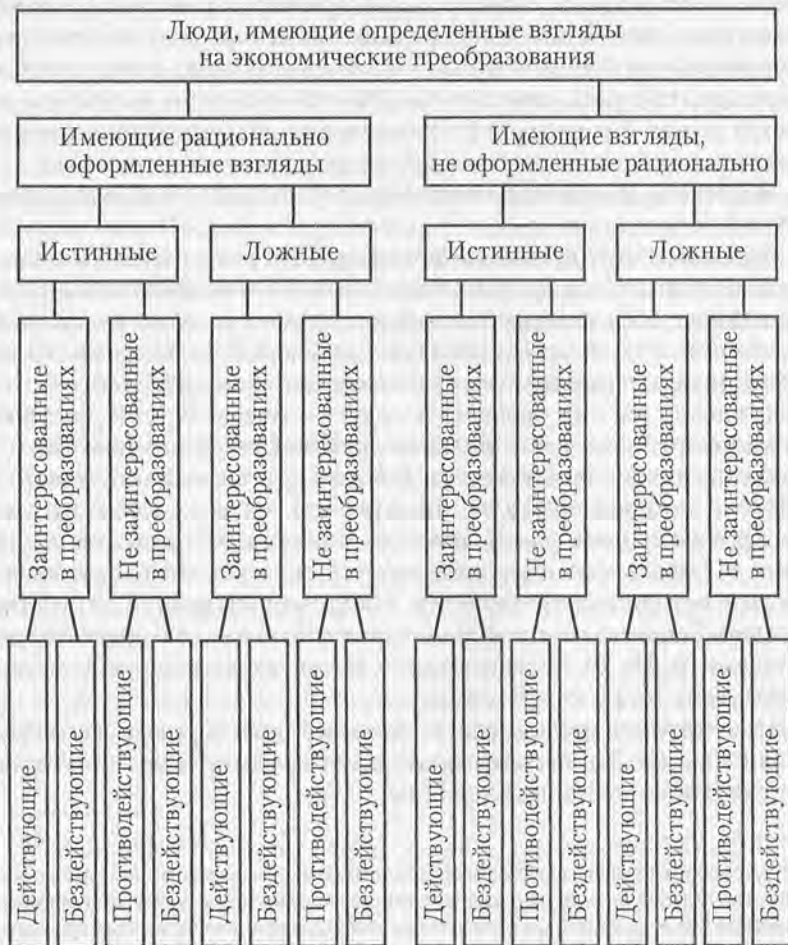 Люди, имеющие определенные взгляды
на экономические преобразования
Имеющие рационально
оформленные взгляды
Имеющие взгляды,
не оформленные рационально
Истинные
Ложные
Истинные
Ложные
Заинтересованные
в преобразованиях
Не заинтересованные
в преобразованиях
Заинтересованные
в преобразованиях
Не заинтересованные
в преобразованиях
Заинтересованные
в преобразованиях
Не заинтересованные
в преобразованиях
Заинтересованные
в преобразованиях
Не заинтересованные
в преобразованиях
Действующие
Бездействующие
Противодействующие
Бездействующие
Действующие
Бездействующие
Противодействующие
Бездействующие
Действующие
Бездействующие
Противодействующие
Бездействующие
Действующие
Бездействующие
Противодействующие
Бездействующие